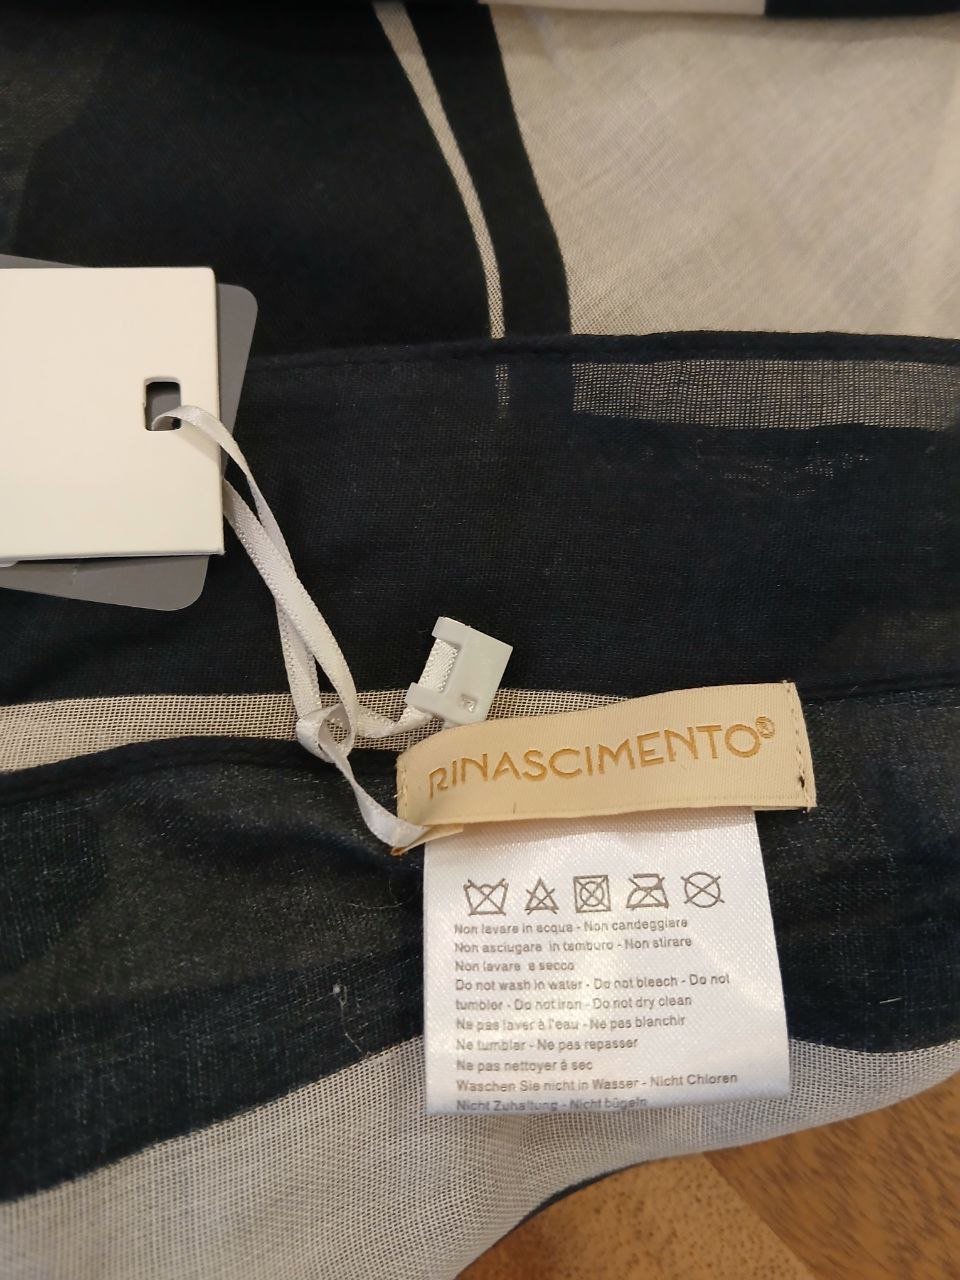 RINASCIMENTO®
Non lavare in acqua - Non candeggiare
Non asciugare in tamburo - Non stirare
Non lavare a secco
Do not wash in water - Do not bleach - Do not
tumbler - Do not iron - Do not dry clean
Ne pas laver à l'eau - Ne pas blanchir
Ne tumbler - Ne pas repasser
Ne pas nettoyer à sec
Waschen Sie nicht in Wasser - Nicht Chloren
Nicht Zuhaltung - Nicht bügeln